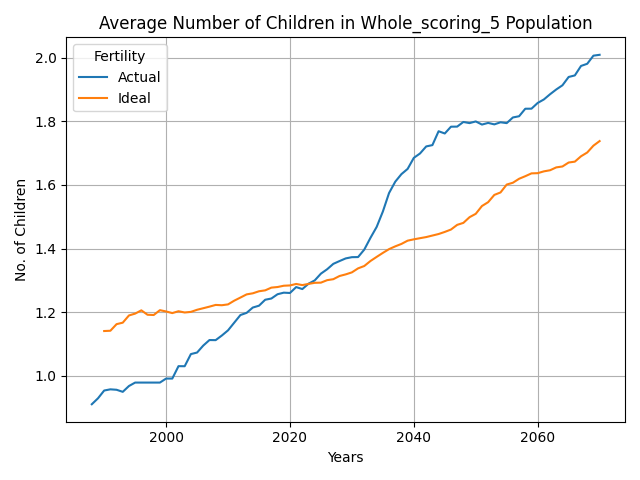 Average Number of Children in Whole_scoring_5 Population
Fertility
Actual
Ideal
No. of Children
2.0
1.8
1.6
1.4
1.2
1.0
2000 2020 2040 2060
Years